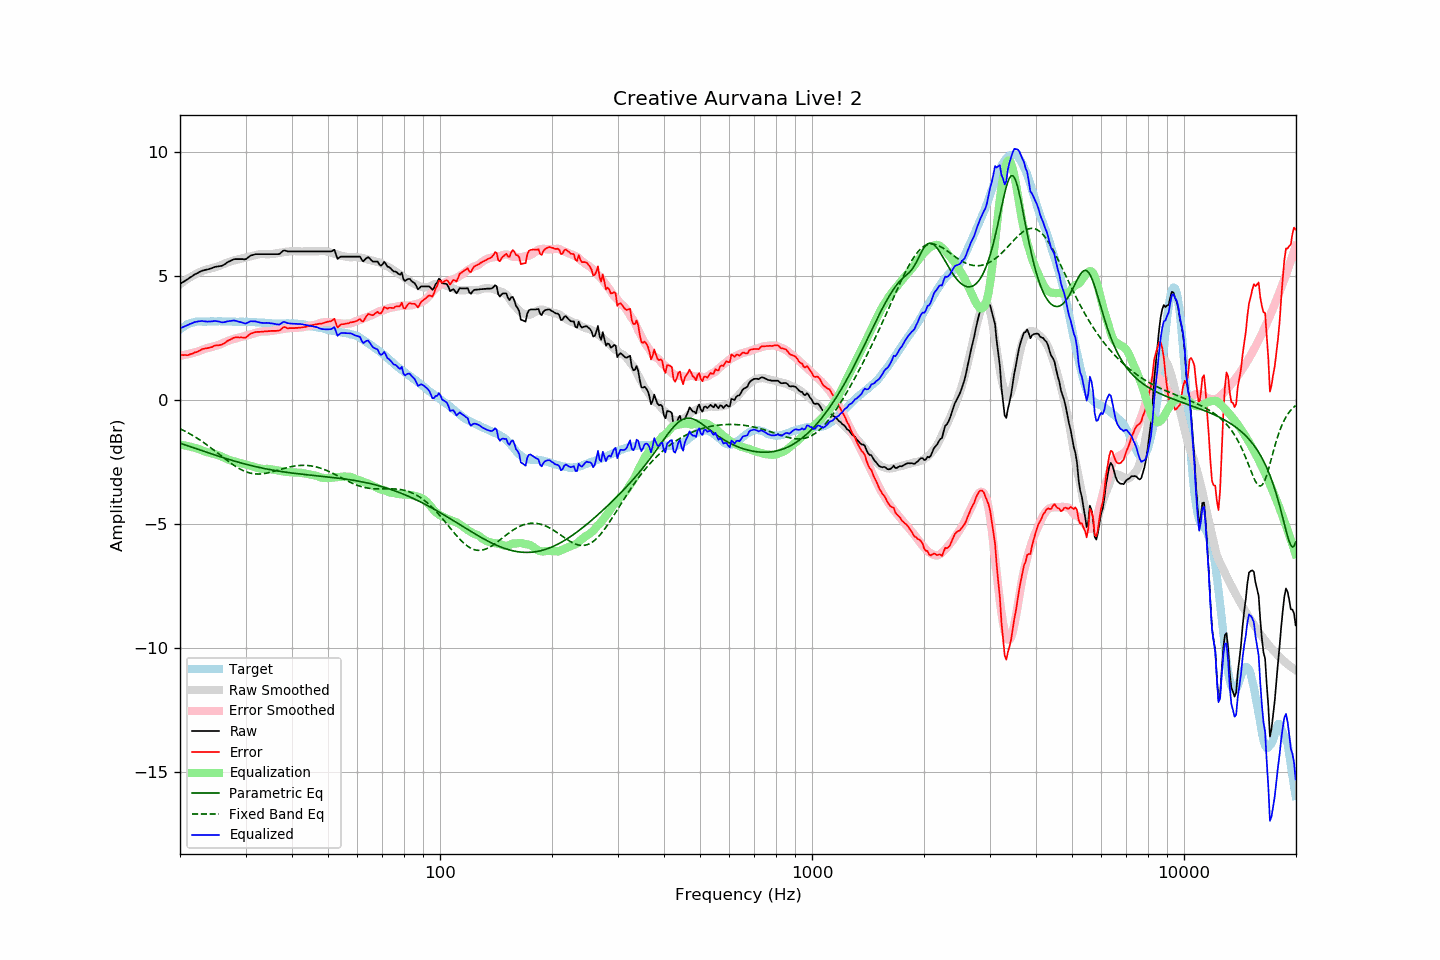 Creative Aurvana Live! 2
Amplitude (dBr)
10
5
0
−5
−10
−15
Target
Raw Smoothed
Error Smoothed
Raw
Error
Equalization
Parametric Eq
Fixed Band Eq
Equalized
100
1000
10000
Frequency (Hz)